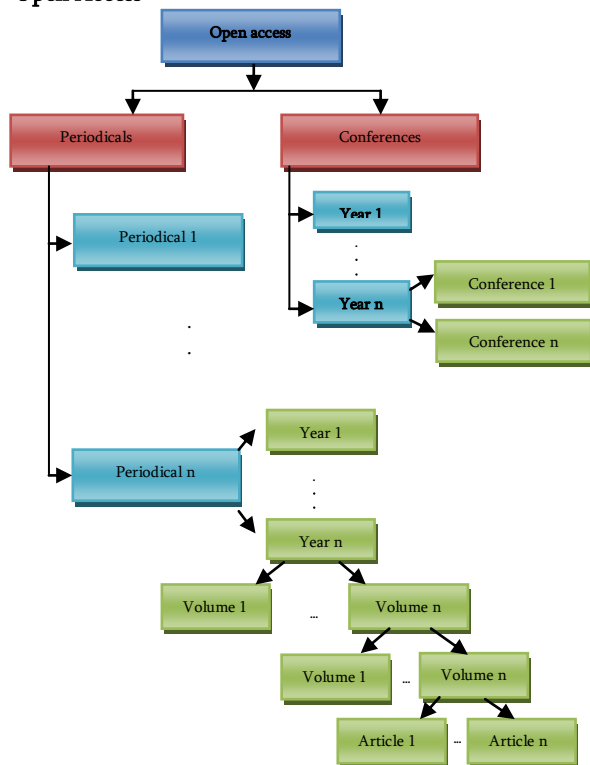 Open access
Periodicals
Conferences
Year 1
Periodical 1
.
.
.
Year n
Conference 1
Conference n
.
.
Year 1
Periodical n
.
.
.
Year n
Volume 1
...
Volume n
Volume 1
...
Volume n
Article 1
...
Article n